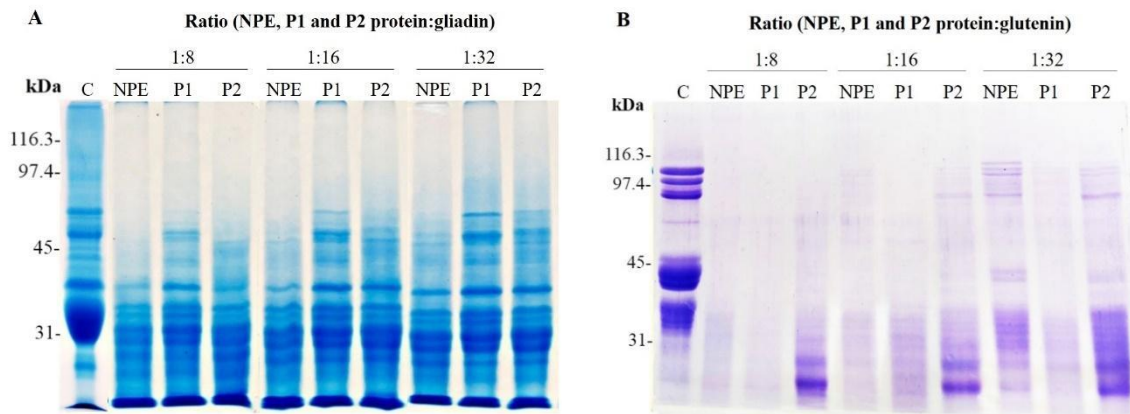 A
Ratio (NPE, P1 and P2 protein:gliadin)
1:8 1:16 1:32
kDa C NPE P1 P2 NPE P1 P2 NPE P1 P2
116.3-
97.4-
45-
31-
B
Ratio (NPE, P1 and P2 protein:glutenin)
1:8 1:16 1:32
kDa C NPE P1 P2 NPE P1 P2 NPE P1 P2
116.3-
97.4-
45-
31-